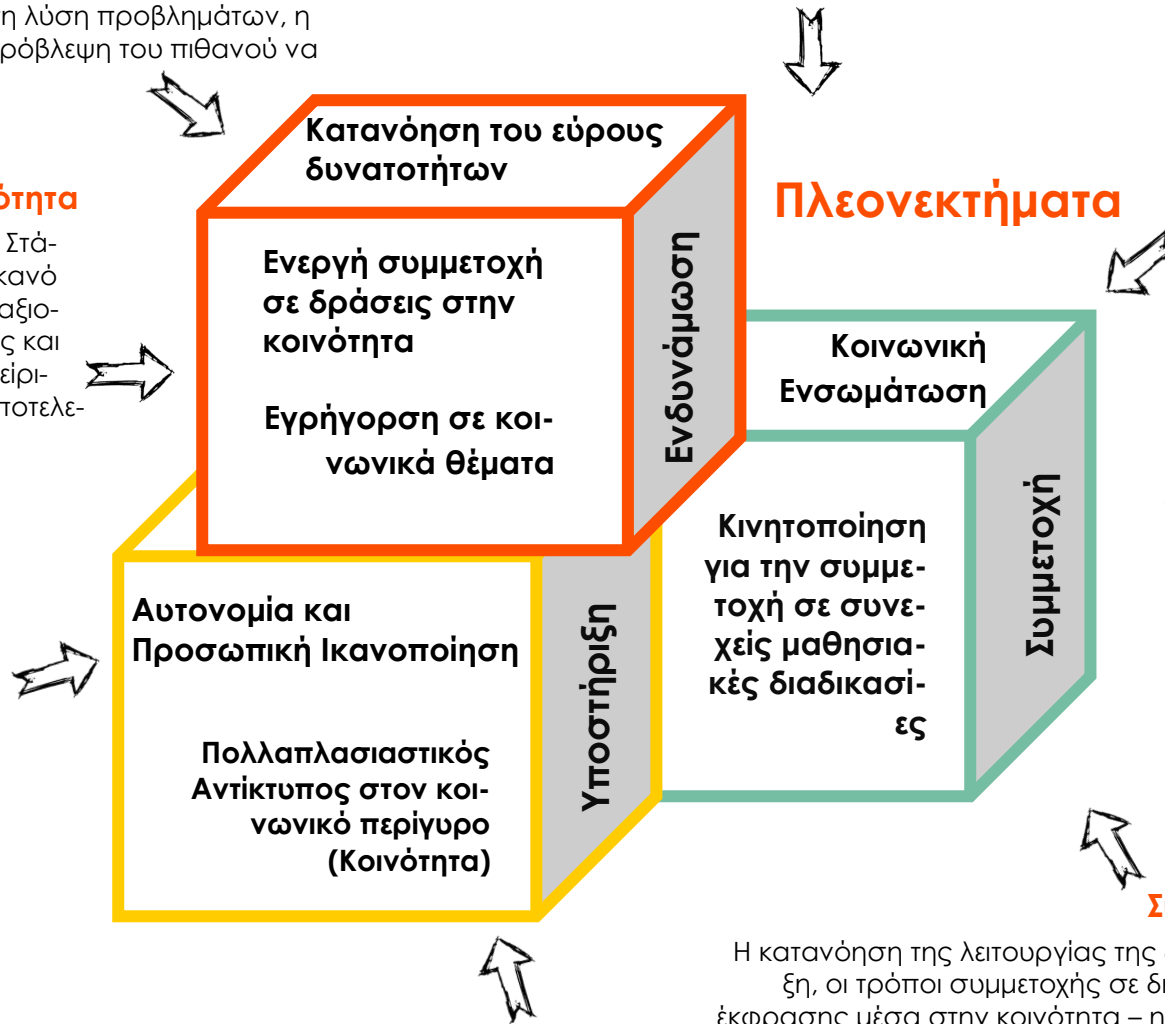 τη λύση προβλημάτων, η
ρόβλεψη του πιθανού να
Κατανόηση του εύρους
δυνατοτήτων
Πλεονεκτήματα
ότητα
Στά-
κανό
αξιο-
ς και
είρι-
ποτελε-
Ενεργή συμμετοχή
σε δράσεις στην
κοινότητα
Εγρήγορση σε κοι-
νωνικά θέματα
Ενδυνάμωση
Κοινωνική
Ενσωμάτωση
Κινητοποίηση
για την συμμε-
τοχή σε συνε-
χείς μαθησια-
κές διαδικασί-
ες
Συμμετοχή
Αυτονομία και
Προσωπική Ικανοποίηση
Πολλαπλασιαστικός
Αντίκτυπος στον κοι-
νωνικό περίγυρο
(Κοινότητα)
Υποστήριξη
Η κατανόηση της λειτουργίας της
ξη, οι τρόποι συμμετοχής σε δι
έκφρασης μέσα στην κοινότητα – η